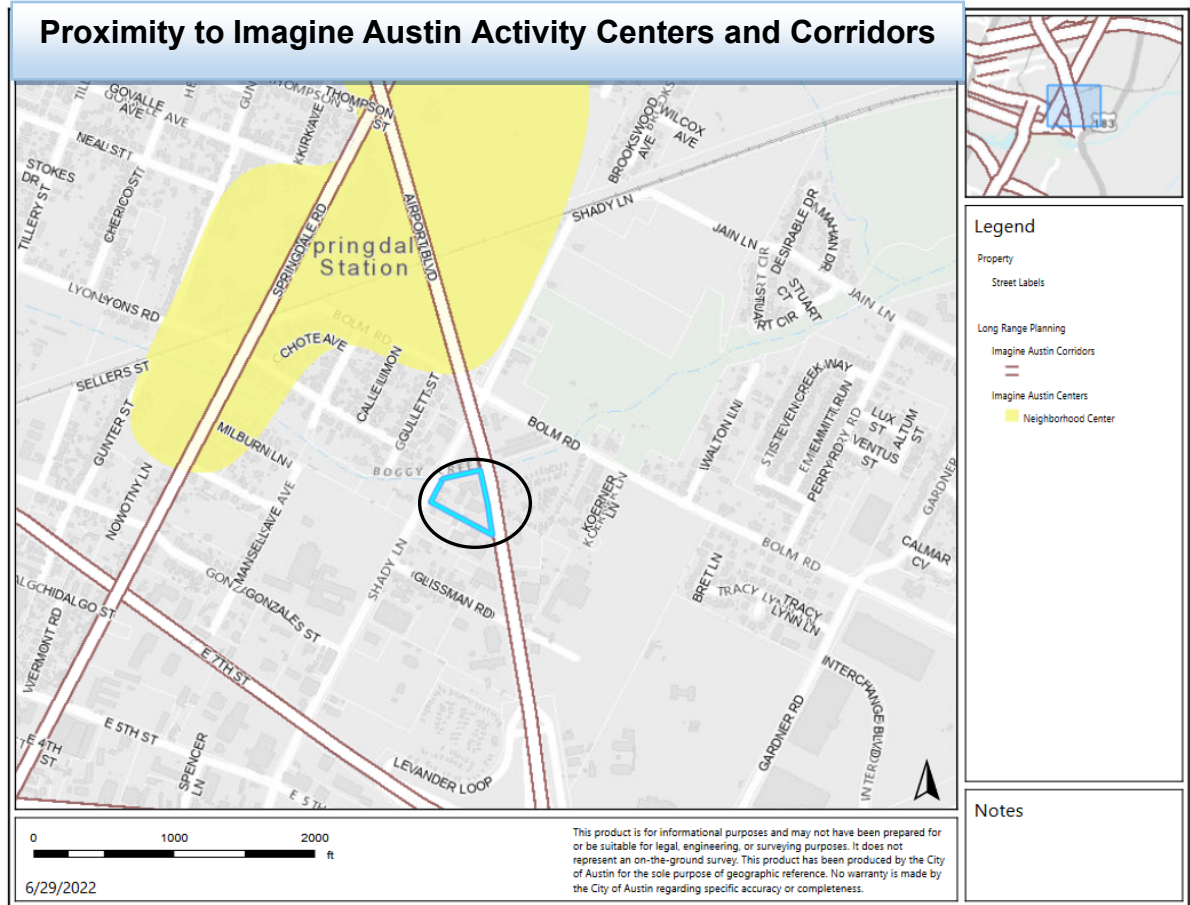 Proximity to Imagine Austin Activity Centers and Corridors
THOMPSON
ST
GOVALLE
AVE
GOVALLE AVE
NEAL ST
STOKES
DR
TILLERY ST
CHERICO ST
BROOKSWOOD
AVE
WILCOX
AVE
SHADY LN
JAIN LN
DESIRABLE DR
STUART
CT
JAIN LN
SPRINGDALE RD
AIRPORT BLVD
pringdal
Station
LYONS RD
BOLM RD
CHOTE AVE
SELLERS ST
CALLE LIMON
GULLETT ST
GUNTER ST
MILBURN LN
BOLM RD
WALTON LN
STEVEN CREEK WAY
EMMITT RUN
PERRY RD
LUX
ST
VENTUS
ST
ALTUM
ST
GARDNER
NOWOTNY LN
MANSELL AVE
BOGGY CREEK
KOERNER
LN
SHADY LN
GLISSMAN RD
GONZALES ST
HIDALGO ST
E 7TH ST
BRET LN
BOLM RD
TRACY
LYNN LN
CALMAR
CV
E 5TH ST
E 4TH
ST
SPENCER
LN
E 5TH
LEVANDER LOOP
GARDNER RD
INTERCHANGE BLVD
183
Legend
Property
Street Labels
Long Range Planning
Imagine Austin Corridors
Imagine Austin Centers
Neighborhood Center
Notes
0 1000 2000
ft
6/29/2022
This product is for informational purposes and may not have been prepared for
or be suitable for legal, engineering, or surveying purposes. It does not
represent an on-the-ground survey. This product has been produced by the City
of Austin for the sole purpose of geographic reference. No warranty is made by
the City of Austin regarding specific accuracy or completeness.